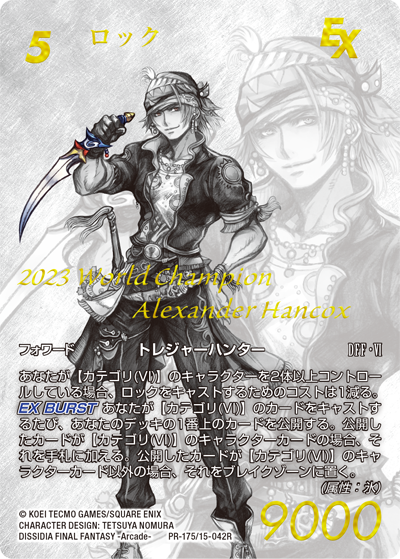 5 ロック EX
2023 World Champion
Alexander Hancox
フォワード トレジャーハンター DFF・VI
あなたが【カテゴリ(VI)】のキャラクターを2体以上コントロ
ールしている場合、ロックをキャストするためのコストは1減る。
EX BURST あなたが【カテゴリ(VI)】のカードをキャストす
るたび、あなたのデッキの1番上のカードを公開する。公開し
たカードが【カテゴリ(VI)】のキャラクターカードの場合、そ
れを手札に加える。公開したカードが【カテゴリ(VI)】のキャ
ラクターカード以外の場合、それをブレイクゾーンに置く。
(属性：氷)
© KOEI TECMO GAMES/SQUARE ENIX
CHARACTER DESIGN: TETSUYA NOMURA
DISSIDIA FINAL FANTASY -Arcade- PR-175/15-042R
9000